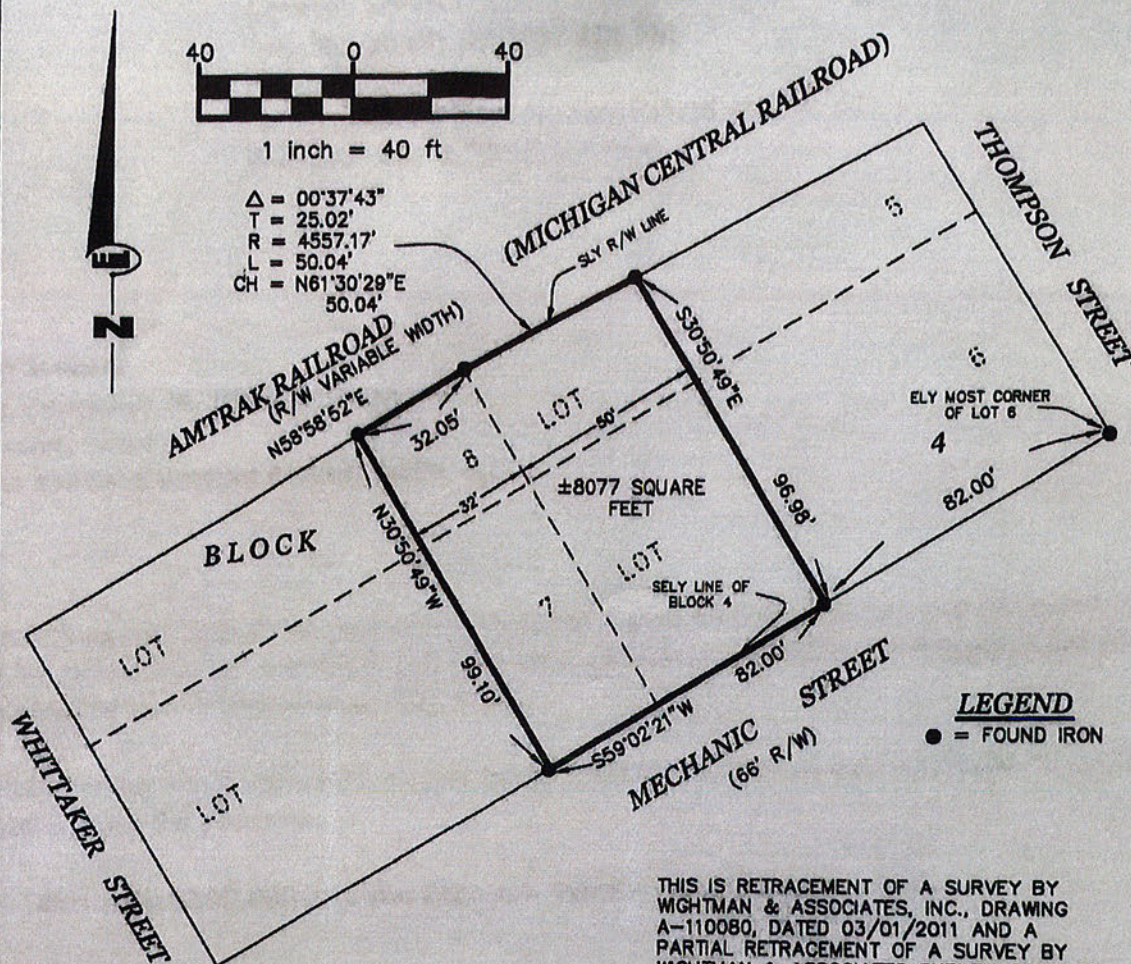 40 0 40
1 inch = 40 ft
Δ = 00°37'43"
T = 25.02'
R = 4557.17'
L = 50.04'
CH = N61°30'29"E
50.04'
N
(MICHIGAN CENTRAL RAILROAD)
SLY R/W LINE
THOMPSON STREET
AMTRAK RAILROAD
(R/W VARIABLE WIDTH)
N58°58'52"E
32.05'
S30°50'49"E
5
6
LOT
8
50'
32'
ELY MOST CORNER
OF LOT 6
4
±8077 SQUARE
FEET
96.98'
82.00'
BLOCK
N30°50'49"W
LOT
7
SELY LINE OF
BLOCK 4
LOT
99.10'
82.00'
S59°02'21"W
MECHANIC STREET
(66' R/W)
LEGEND
= FOUND IRON
WHITTAKER STREET
LOT
THIS IS RETRACEMENT OF A SURVEY BY
WIGHTMAN & ASSOCIATES, INC., DRAWING
A-110080, DATED 03/01/2011 AND A
PARTIAL RETRACEMENT OF A SURVEY BY